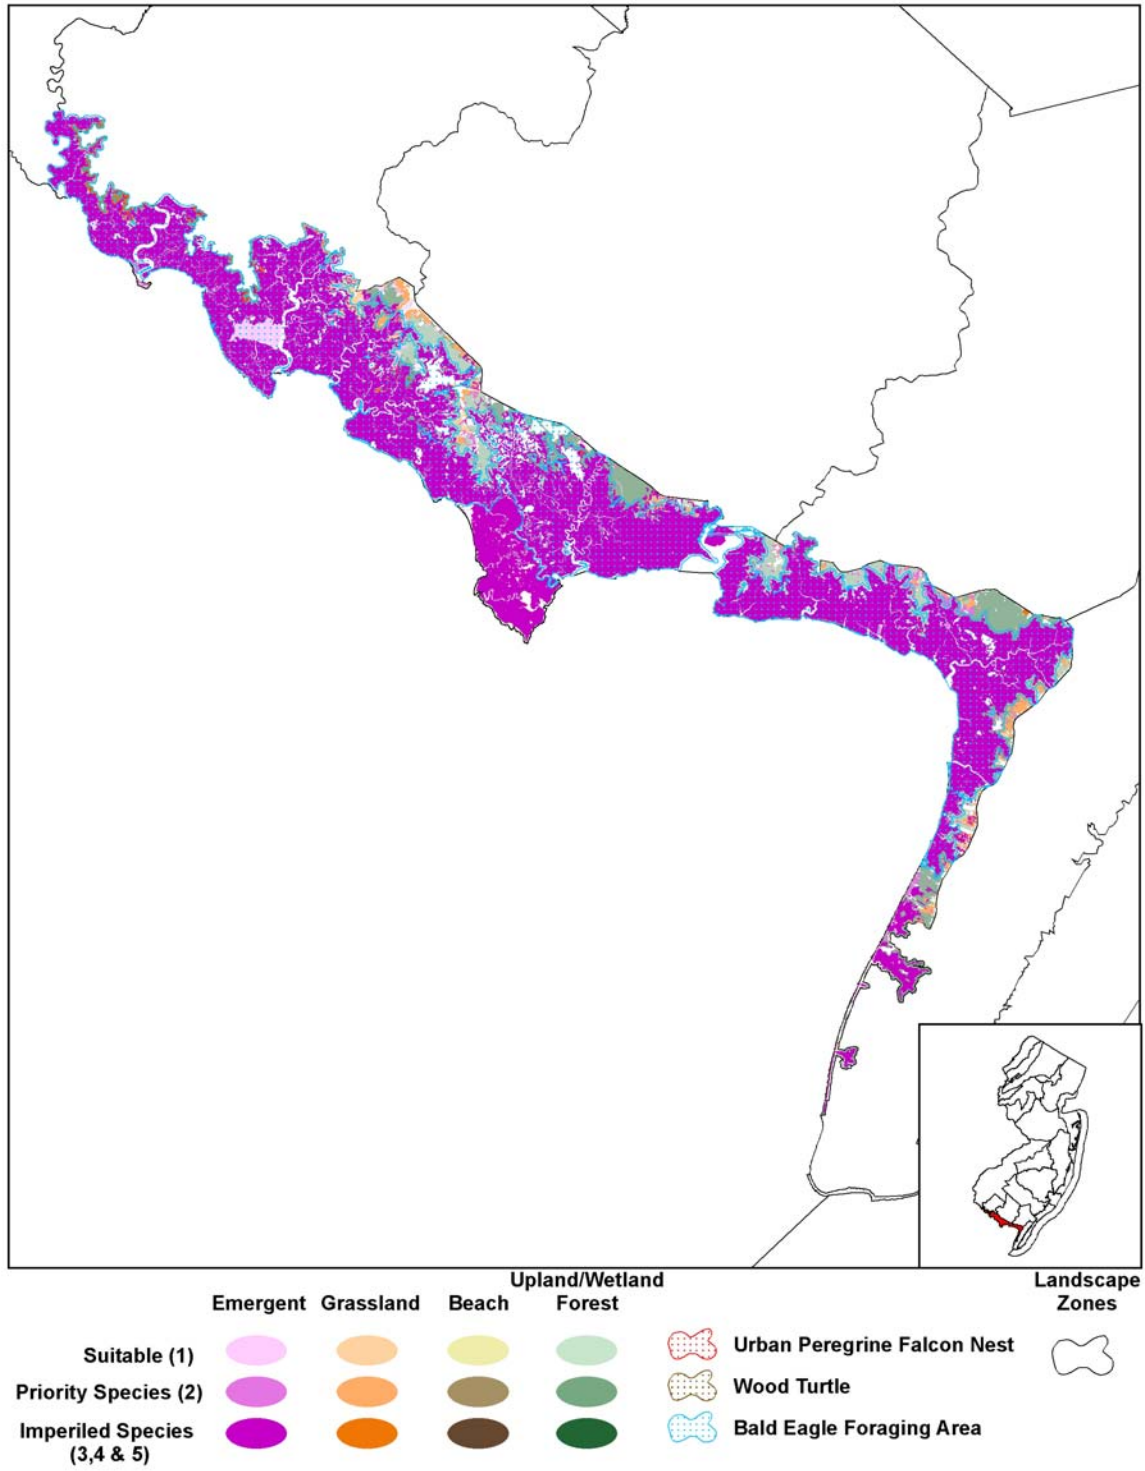 Upland/Wetland
Landscape
Zones
Emergent Grassland Beach Forest
Suitable (1)
Priority Species (2)
Imperiled Species
(3,4 & 5)
Urban Peregrine Falcon Nest
Wood Turtle
Bald Eagle Foraging Area